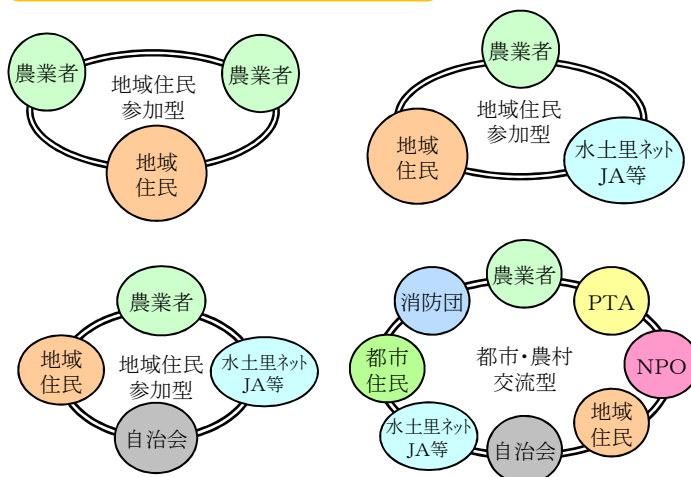 農業者
農業者
地域住民
参加型
地域
住民
農業者
地域住民
参加型
地域
住民
水土里ネット
JA等
農業者
地域
住民
地域住民
参加型
水土里ネット
JA等
自治会
農業者
消防団
PTA
都市
住民
都市・農村
交流型
NPO
水土里ネット
JA等
自治会
地域
住民